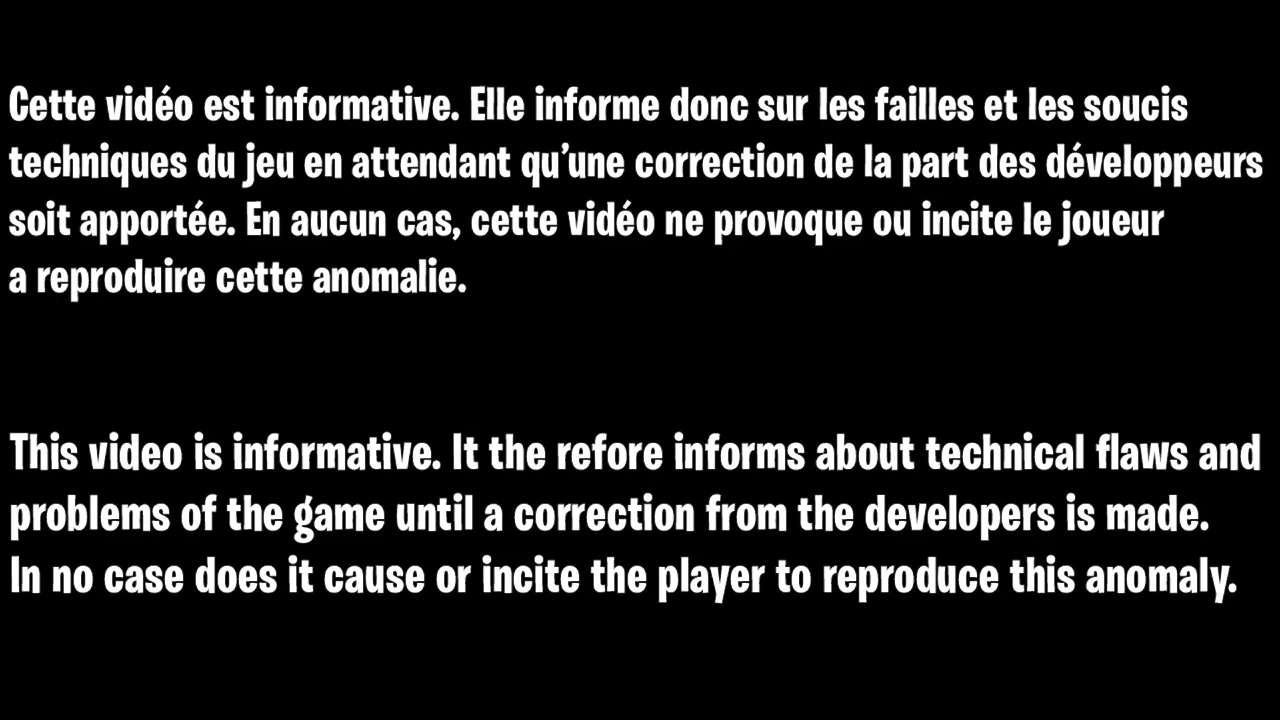 Cette vidéo est informative. Elle informe donc sur les failles et les soucis
techniques du jeu en attendant qu’une correction de la part des développeurs
soit apportée. En aucun cas, cette vidéo ne provoque ou incite le joueur
a reproduire cette anomalie.
This video is informative. It the refore informs about technical flaws and
problems of the game until a correction from the developers is made.
In no case does it cause or incite the player to reproduce this anomaly.